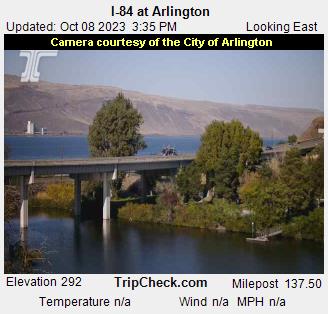 I-84 at Arlington
Updated: Oct 08 2023 3:35 PM Looking East
Camera courtesy of the City of Arlington
Elevation 292 TripCheck.com Milepost 137.50
Temperature n/a Wind n/a MPH n/a